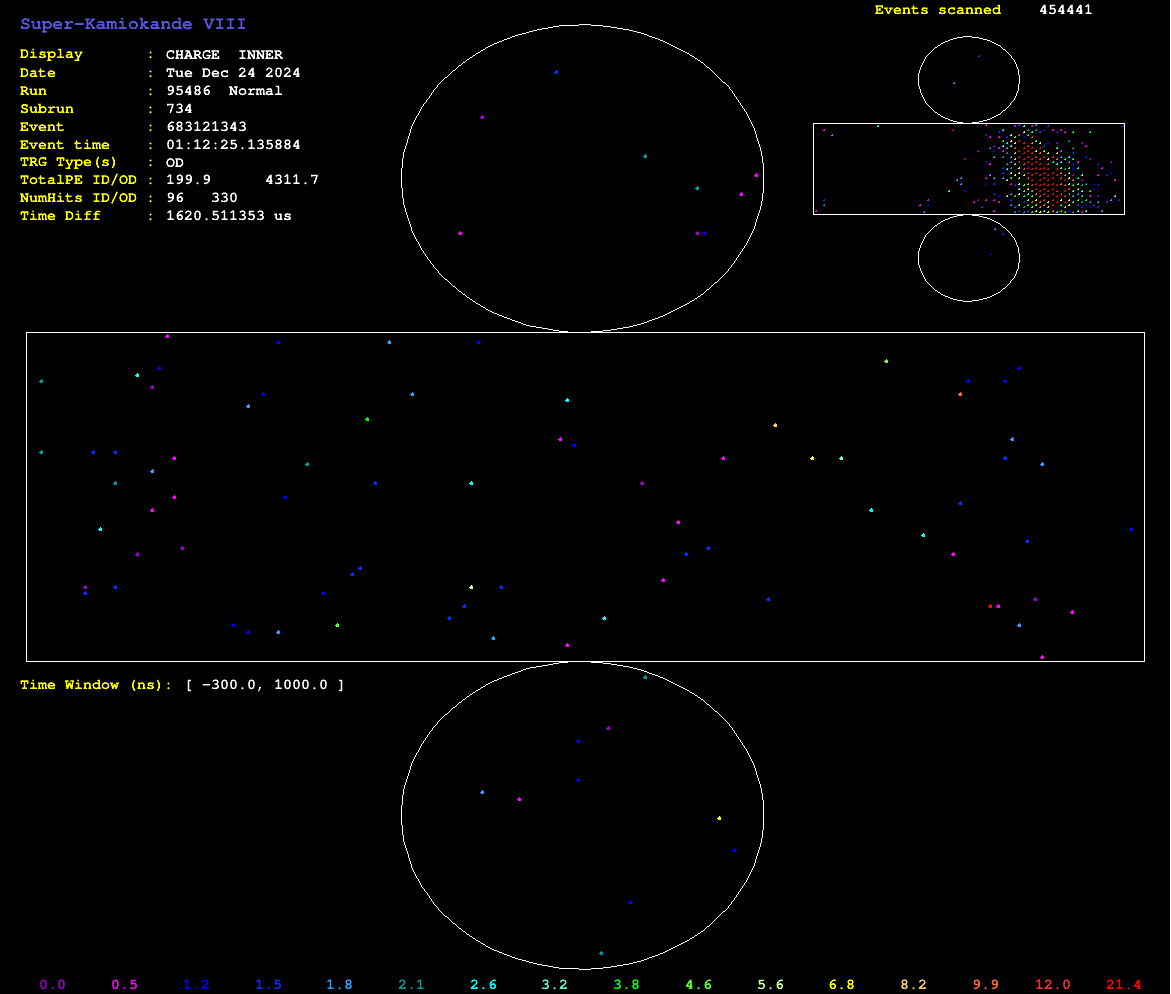 Super-Kamiokande VIII
Events scanned 454441
Display : CHARGE INNER
Date : Tue Dec 24 2024
Run : 95486 Normal
Subrun : 734
Event : 683121343
Event time : 01:12:25.135884
TRG Type(s) : OD
TotalPE ID/OD : 199.9 4311.7
NumHits ID/OD : 96 330
Time Diff : 1620.511353 us
Time Window (ns): [ −300.0, 1000.0 ]
0.0 0.5 1.2 1.5 1.8 2.1 2.6 3.2 3.8 4.6 5.6 6.8 8.2 9.9 12.0 21.4